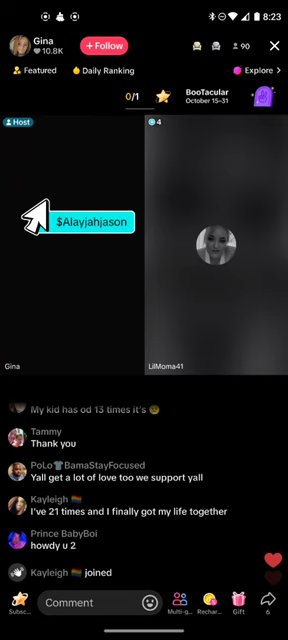 8:23
Gina
10.8K
+ Follow
90
Featured
Daily Ranking
Explore >
0/1
BooTacular
October 15–31
Host
4
$Alayjahjason
Gina
LilMoma41
My kid has od 13 times it's
Tammy
Thank you
PoLo👕BamaStayFocused
Yall get a lot of love too we support yall
Kayleigh 🏳️‍🌈
I've 21 times and I finally got my life together
Prince BabyBoi
howdy u 2
Kayleigh 🏳️‍🌈 joined
Subsc...
Comment
Multi-g...
Rechar...
Gift
6